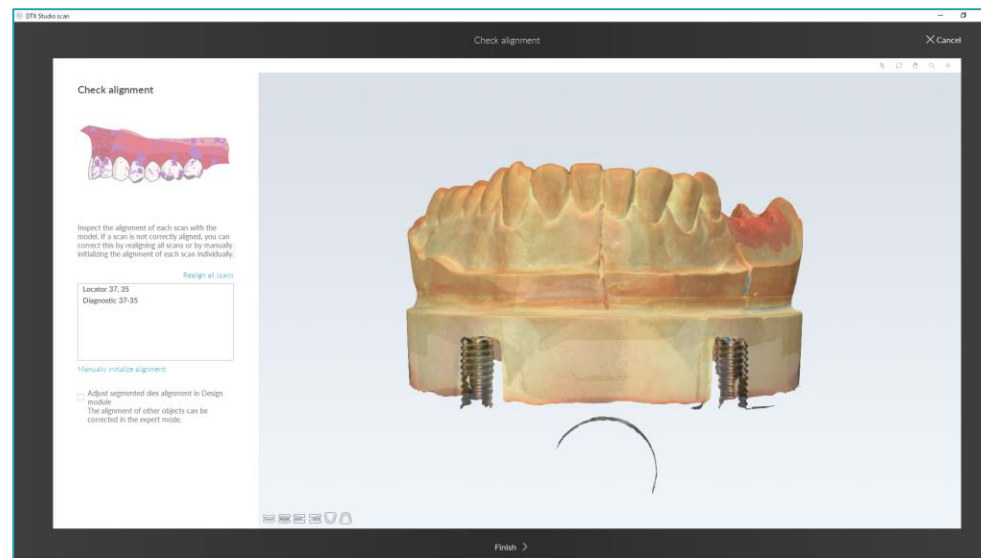 DTX Studio scan
Check alignment
Cancel
Check alignment
Inspect the alignment of each scan with the
model. If a scan is not correctly aligned, you can
correct this by realigning all scans or by manually
initializing the alignment of each scan individually.
Realign all scans
Locator 37, 35
Diagnostic 37-35
Manually initialize alignment
Adjust segmented dies alignment in Design
module
The alignment of other objects can be
corrected in the expert mode.
Finish